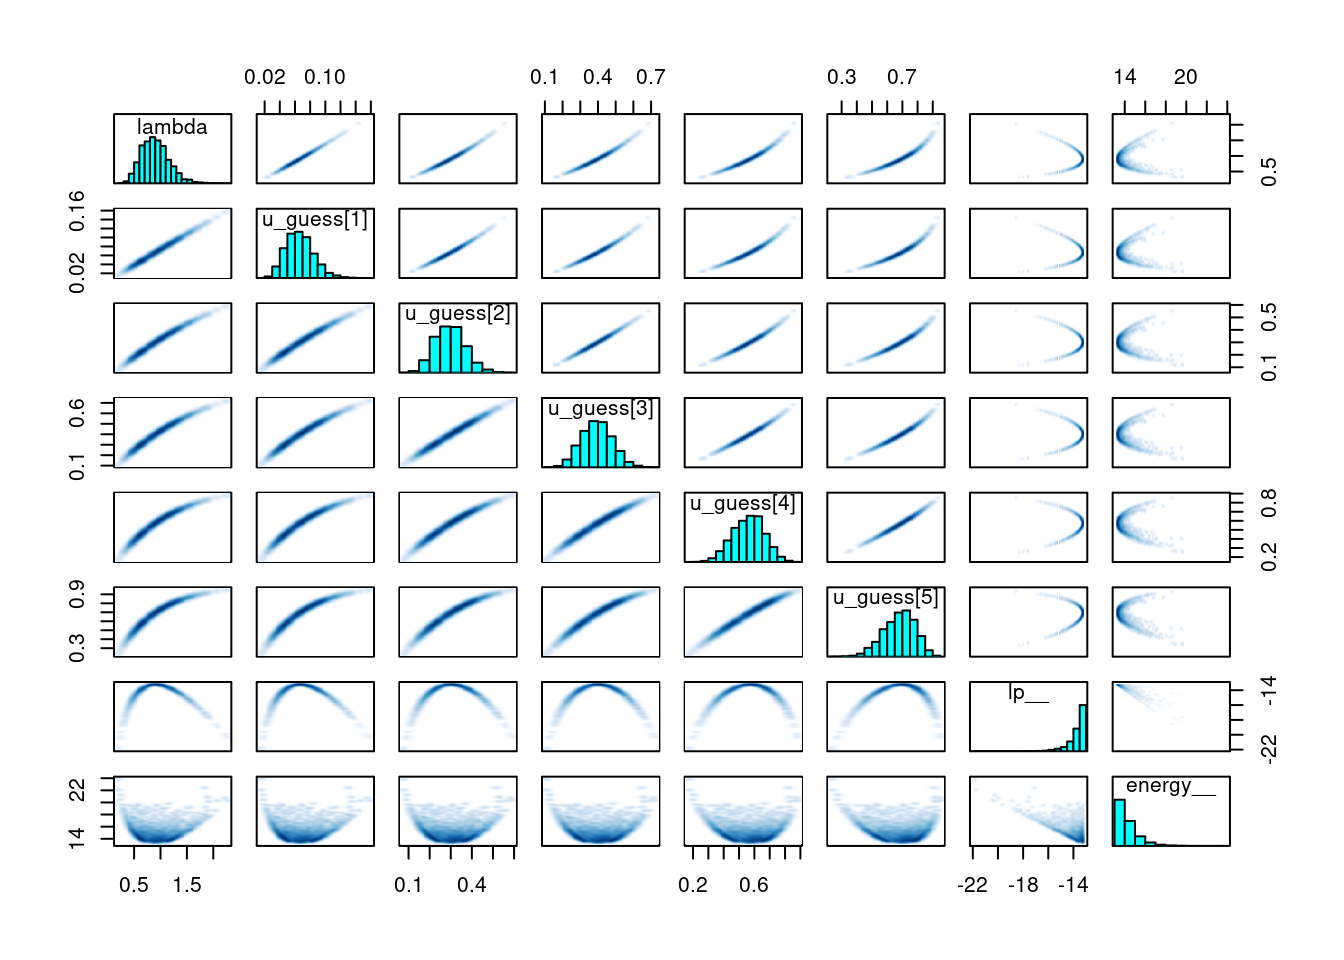 0.02 0.10 0.1 0.4 0.7 0.3 0.7 14 20
lambda
0.5
0.02 0.16
u_guess[1]
u_guess[2]
0.1 0.5
0.1 0.6
u_guess[3]
u_guess[4]
0.2 0.8
0.3 0.9
u_guess[5]
lp__
-22 -14
14 22
energy__
0.5 1.5 0.1 0.4 0.2 0.6 -22 -18 -14